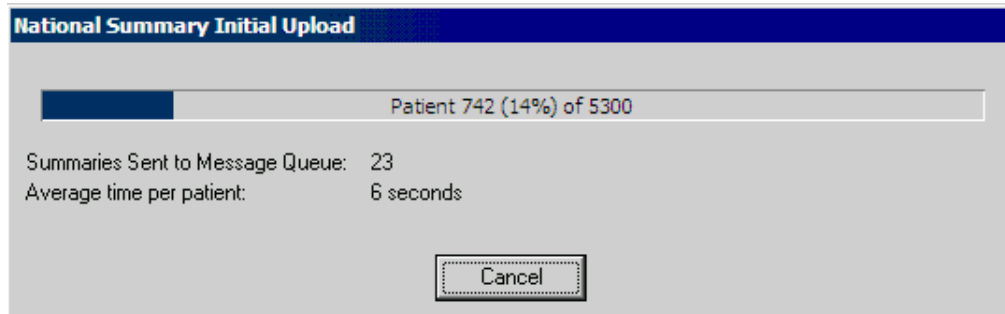 National Summary Initial Upload
Patient 742 (14%) of 5300
Summaries Sent to Message Queue: 23
Average time per patient: 6 seconds
Cancel